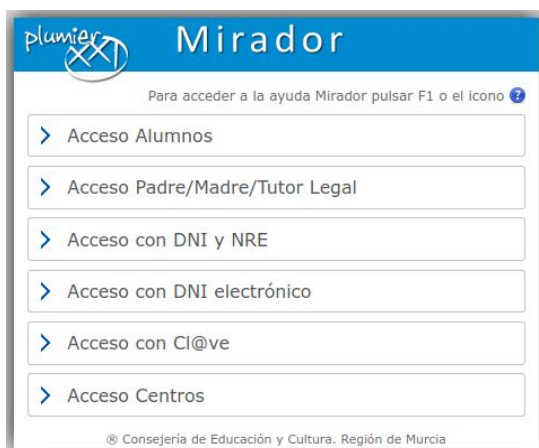 plumier XXI
Mirador
Para acceder a la ayuda Mirador pulsar F1 o el icono ?
Acceso Alumnos
Acceso Padre/Madre/Tutor Legal
Acceso con DNI y NRE
Acceso con DNI electrónico
Acceso con Cl@ve
Acceso Centros
® Consejería de Educación y Cultura. Región de Murcia